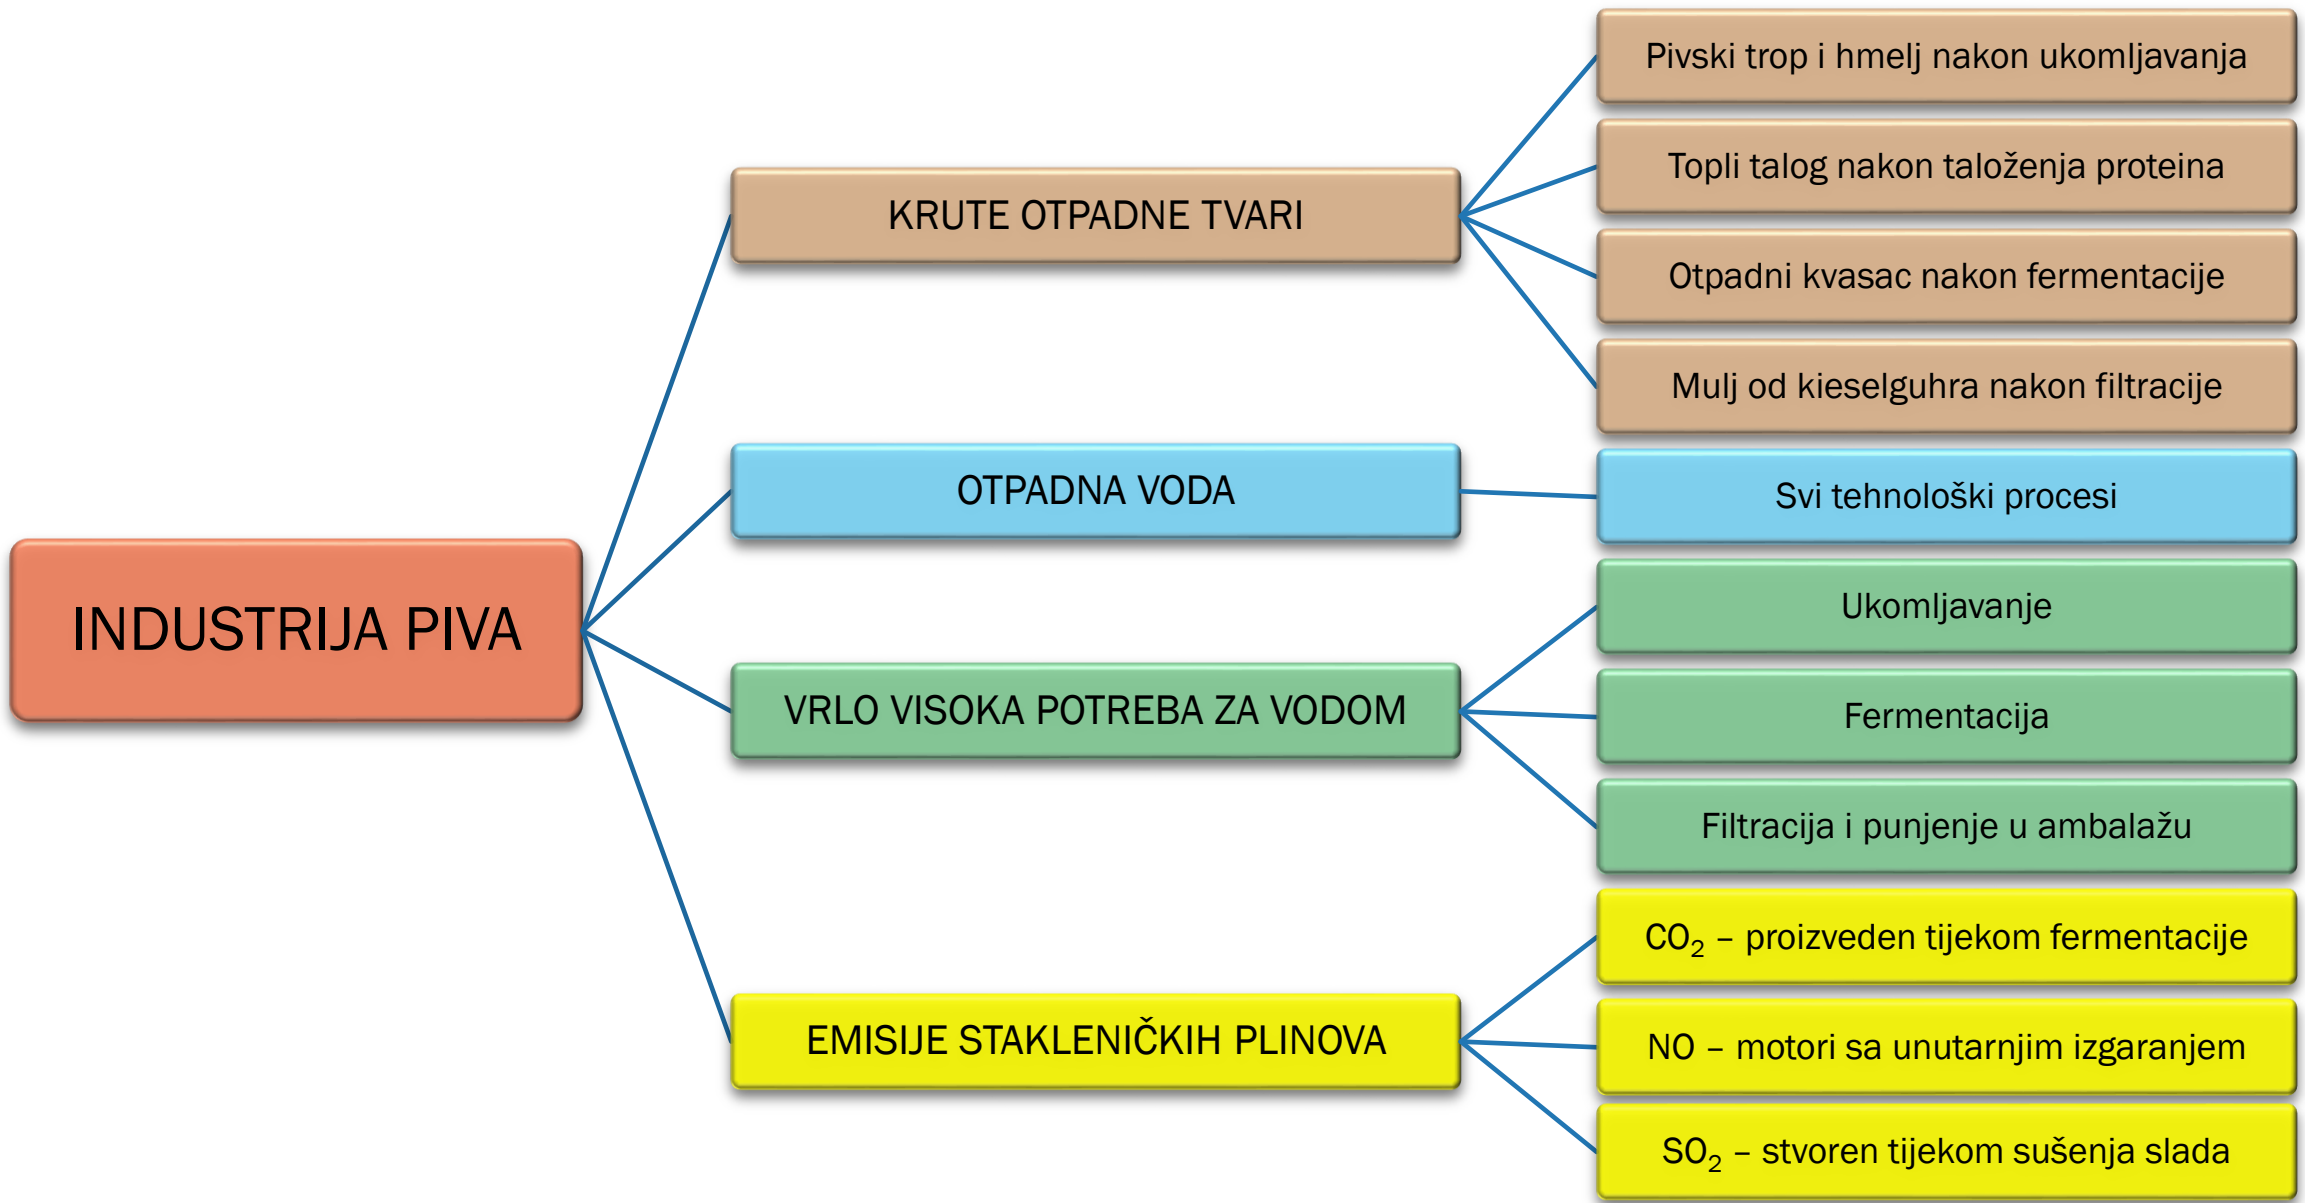 INDUSTRIJA PIVA
KRUTE OTPADNE TVARI
Pivski trop i hmelj nakon ukomljavanja
Topli talog nakon taloženja proteina
Otpadni kvasac nakon fermentacije
Mulj od kieselguhra nakon filtracije
OTPADNA VODA
Svi tehnološki procesi
VRLO VISOKA POTREBA ZA VODOM
Ukomljavanje
Fermentacija
Filtracija i punjenje u ambalažu
EMISIJE STAKLENIČKIH PLINOVA
CO₂ – proizveden tijekom fermentacije
NO – motori sa unutarnjim izgaranjem
SO₂ – stvoren tijekom sušenja slada